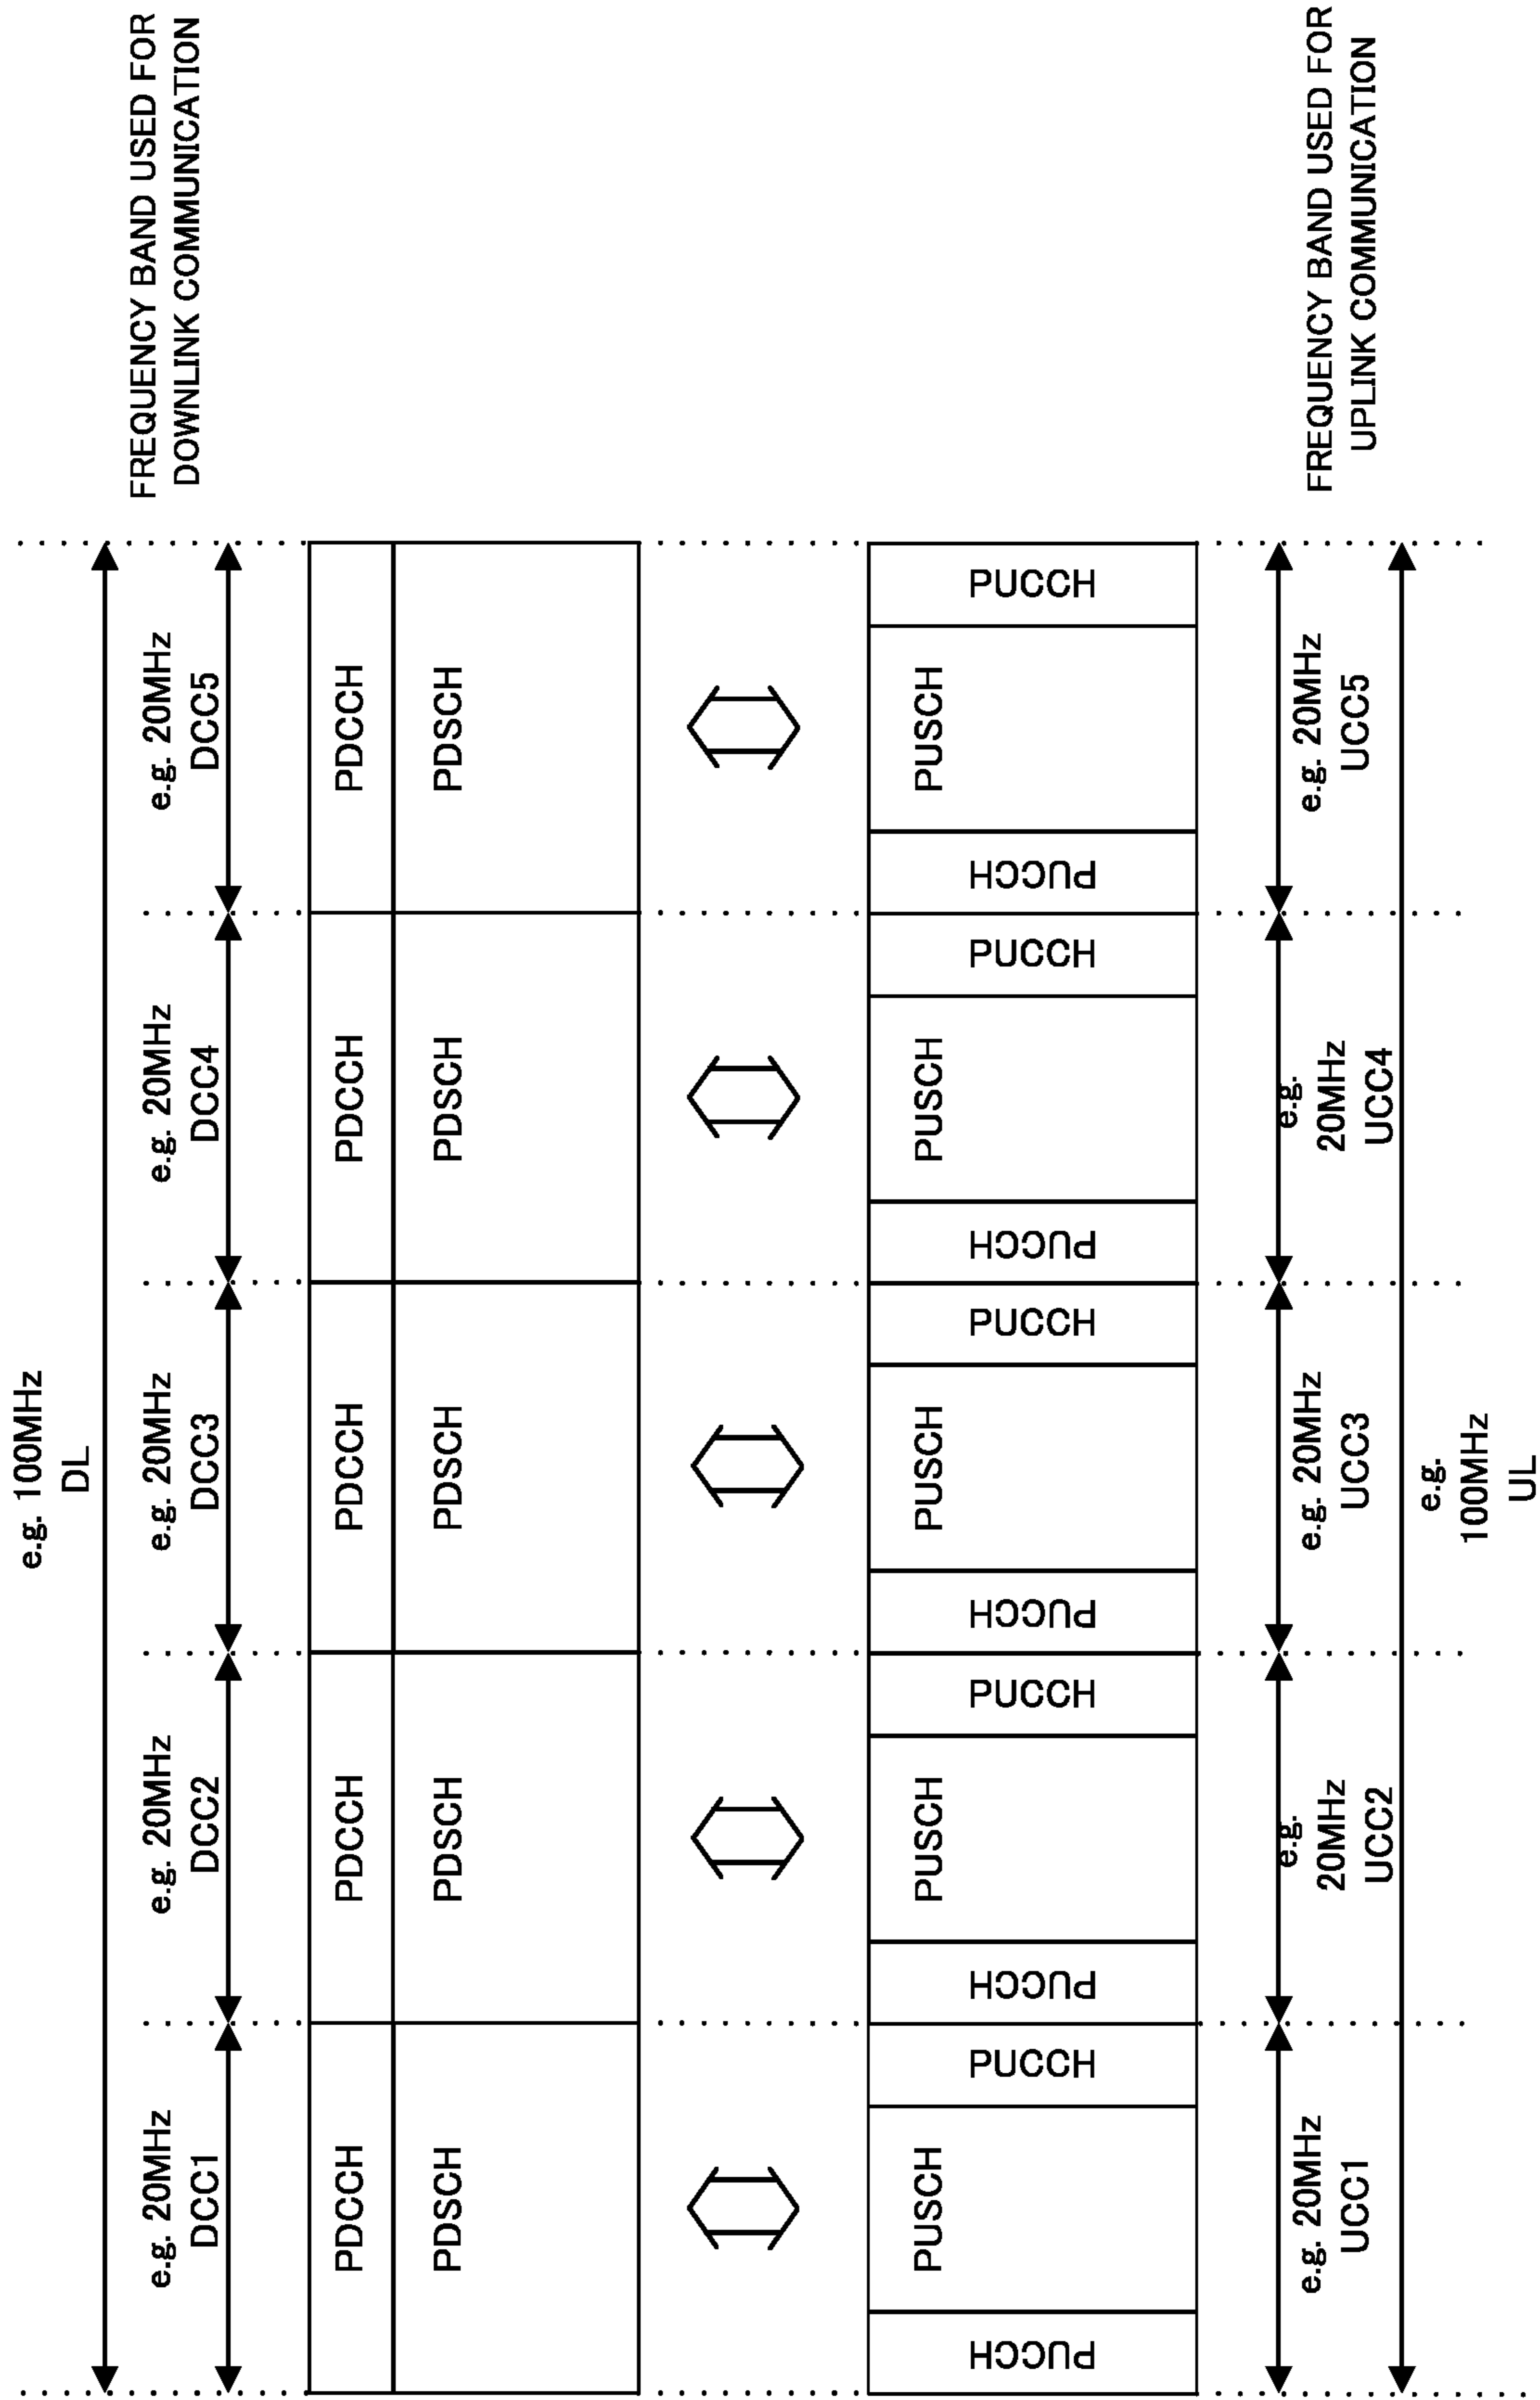 e.g. 100MHz
DL
FREQUENCY BAND USED FOR
DOWNLINK COMMUNICATION
e.g. 20MHz
DCC1
e.g. 20MHz
DCC2
e.g. 20MHz
DCC3
e.g. 20MHz
DCC4
e.g. 20MHz
DCC5
PDCCH
PDCCH
PDCCH
PDCCH
PDCCH
PDSCH
PDSCH
PDSCH
PDSCH
PDSCH
PUCCH
PUSCH
PUCCH
PUCCH
PUSCH
PUCCH
PUCCH
PUSCH
PUCCH
PUCCH
PUSCH
PUCCH
PUCCH
PUSCH
PUCCH
e.g. 20MHz
UCC1
e.g.
20MHz
UCC2
e.g. 20MHz
UCC3
e.g.
20MHz
UCC4
e.g. 20MHz
UCC5
FREQUENCY BAND USED FOR
UPLINK COMMUNICATION
e.g.
100MHz
UL